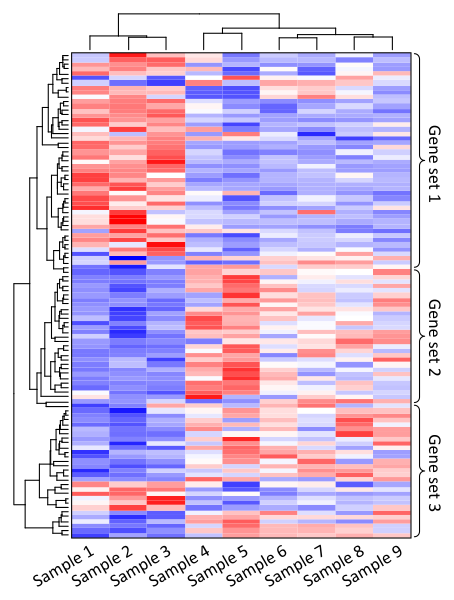 Gene set 1
Gene set 2
Gene set 3
Sample 1
Sample 2
Sample 3
Sample 4
Sample 5
Sample 6
Sample 7
Sample 8
Sample 9